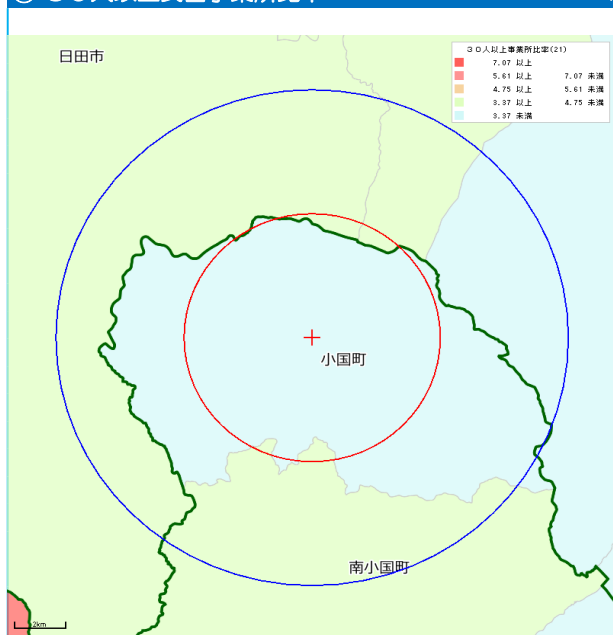 日田市
30人以上事業所比率(21)
7.07 以上
5.61 以上 7.07 未満
4.75 以上 5.61 未満
3.37 以上 4.75 未満
3.37 未満
小国町
南小国町
2km